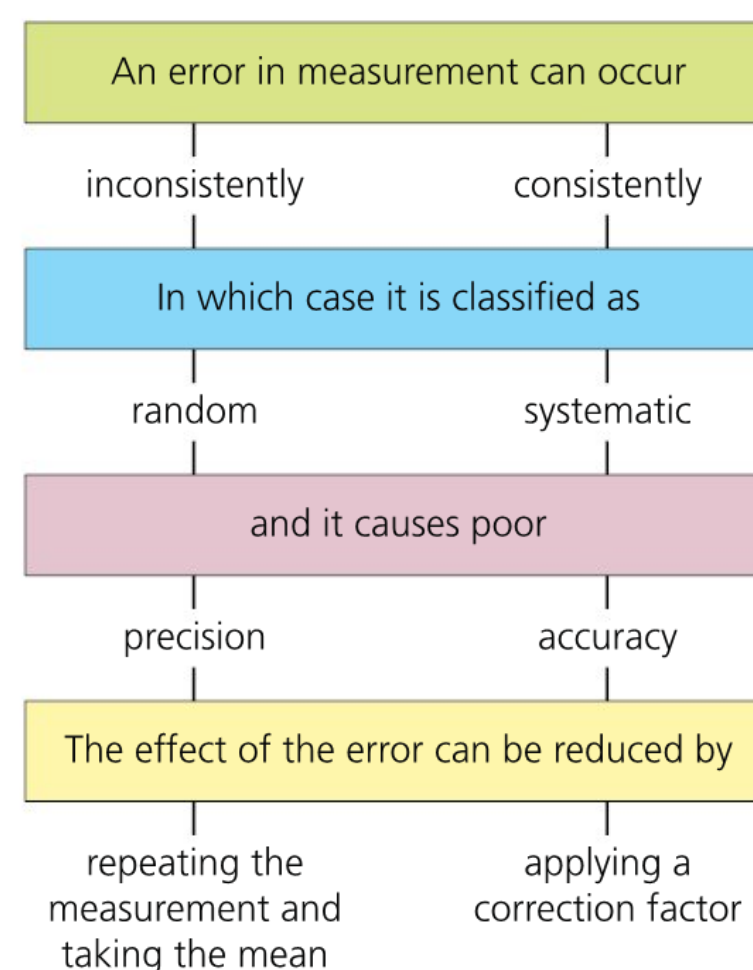 An error in measurement can occur
inconsistently consistently
In which case it is classified as
random systematic
and it causes poor
precision accuracy
The effect of the error can be reduced by
repeating the applying a
measurement and correction factor
taking the mean